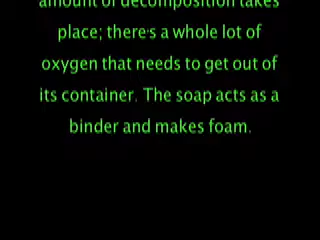 amount of decomposition takes
place; there's a whole lot of
oxygen that needs to get out of
its container. The soap acts as a
binder and makes foam.